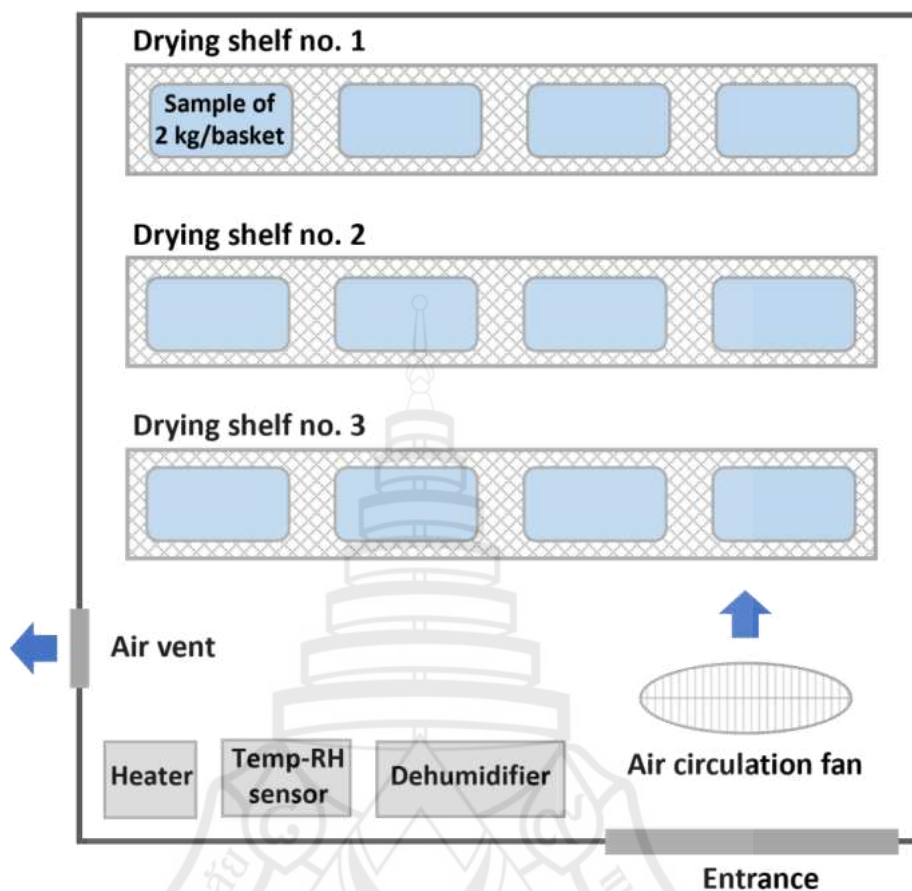 Drying shelf no. 1
Sample of
2 kg/basket
Drying shelf no. 2
Drying shelf no. 3
Air vent
Heater
Temp-RH
sensor
Dehumidifier
Air circulation fan
Entrance